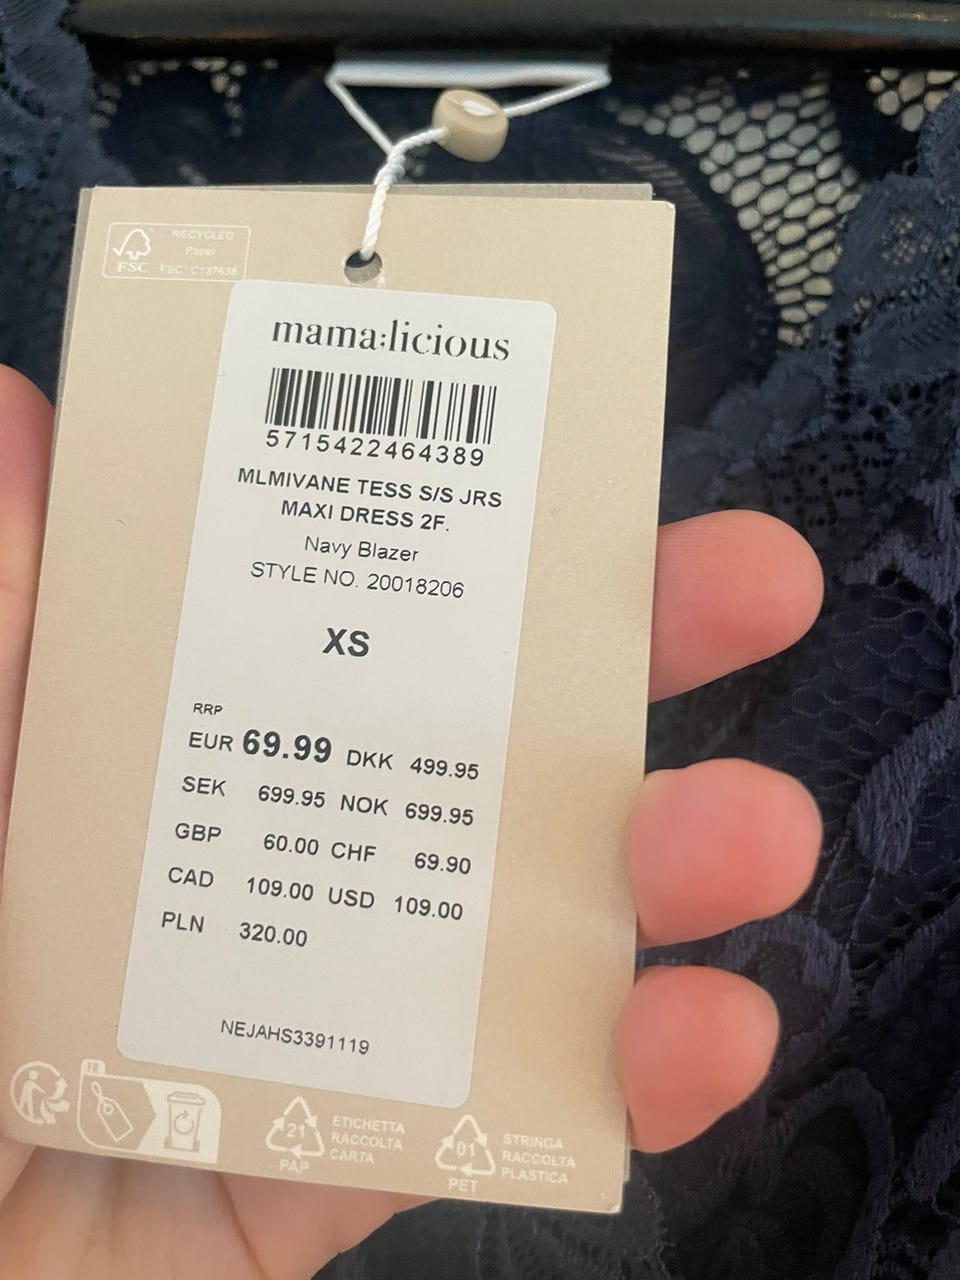 RECYCLED
Paper
FSC
FSC® C137638
mama:licious
5715422464389
MLMIVANE TESS S/S JRS
MAXI DRESS 2F.
Navy Blazer
STYLE NO. 20018206
XS
RRP
EUR 69.99 DKK 499.95
SEK 699.95 NOK 699.95
GBP 60.00 CHF 69.90
CAD 109.00 USD 109.00
PLN 320.00
NEJAHS3391119
FR
21
PAP
ETICHETTA
RACCOLTA
CARTA
01
PET
STRINGA
RACCOLTA
PLASTICA